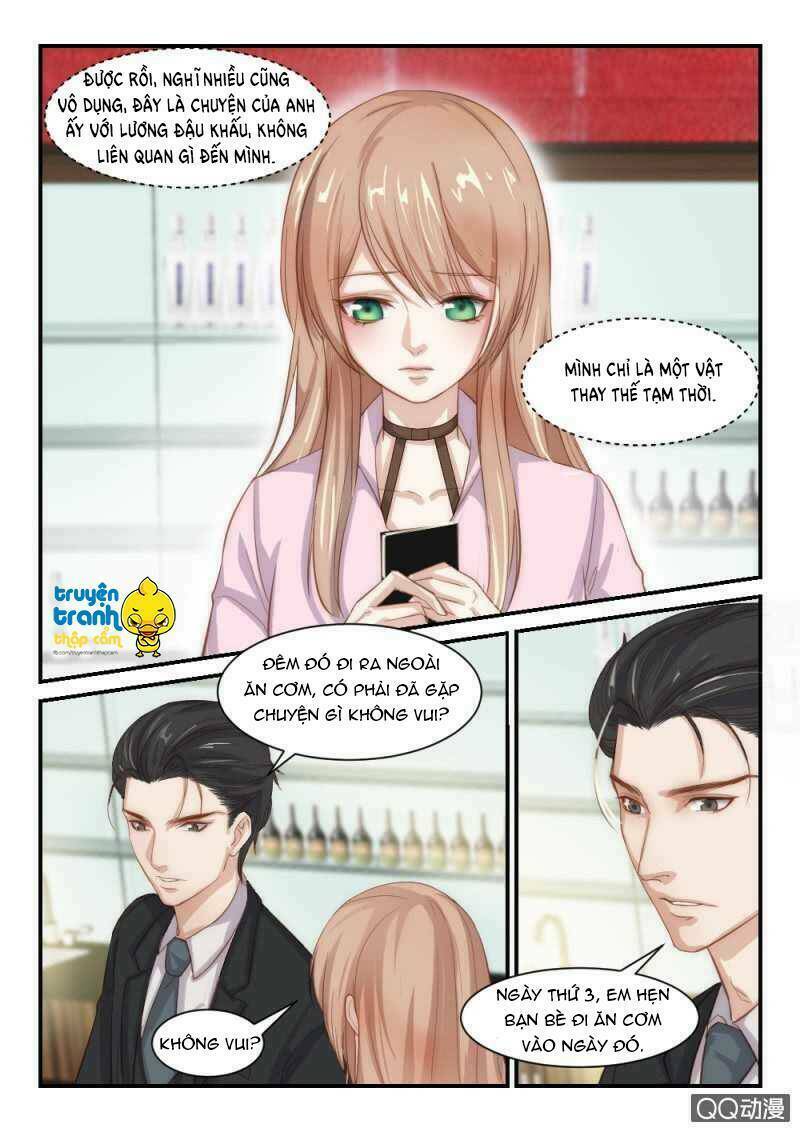 ĐƯỢC RỒI, NGHĨ NHIỀU CŨNG
VÔ DỤNG, ĐÂY LÀ CHUYỆN CỦA ANH
ẤY VỚI LƯƠNG ĐẬU KHẤU, KHÔNG
LIÊN QUAN GÌ ĐẾN MÌNH.
MÌNH CHỈ LÀ MỘT VẬT
THAY THẾ TẠM THỜI.
truyện
tranh
thập cẩm
/fb.com/truyentranhthapcam
ĐÊM ĐÓ ĐI RA NGOÀI
ĂN CƠM, CÓ PHẢI ĐÃ GẶP
CHUYỆN GÌ KHÔNG VUI?
KHÔNG VUI?
NGÀY THỨ 3, EM HẸN
BẠN BÈ ĐI ĂN CƠM
VÀO NGÀY ĐÓ.
QQ动漫